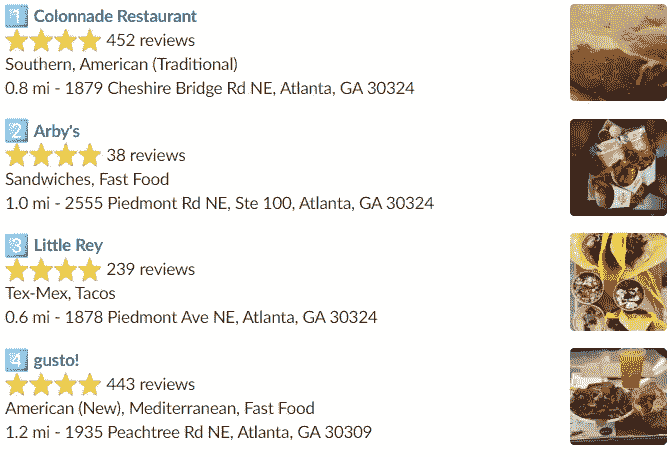 1 Colonnade Restaurant
452 reviews
Southern, American (Traditional)
0.8 mi - 1879 Cheshire Bridge Rd NE, Atlanta, GA 30324
2 Arby's
38 reviews
Sandwiches, Fast Food
1.0 mi - 2555 Piedmont Rd NE, Ste 100, Atlanta, GA 30324
3 Little Rey
239 reviews
Tex-Mex, Tacos
0.6 mi - 1878 Piedmont Ave NE, Atlanta, GA 30324
4 gusto!
443 reviews
American (New), Mediterranean, Fast Food
1.2 mi - 1935 Peachtree Rd NE, Atlanta, GA 30309